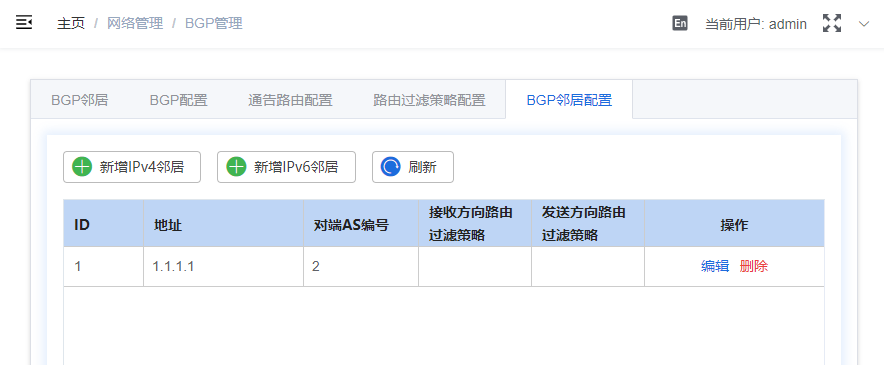 主页 / 网络管理 / BGP管理 En 当前用户: admin
BGP邻居 BGP配置 通告路由配置 路由过滤策略配置 BGP邻居配置
新增IPv4邻居 新增IPv6邻居 刷新
ID 地址 对端AS编号 接收方向路由过滤策略 发送方向路由过滤策略 操作
1 1.1.1.1 2 编辑 删除